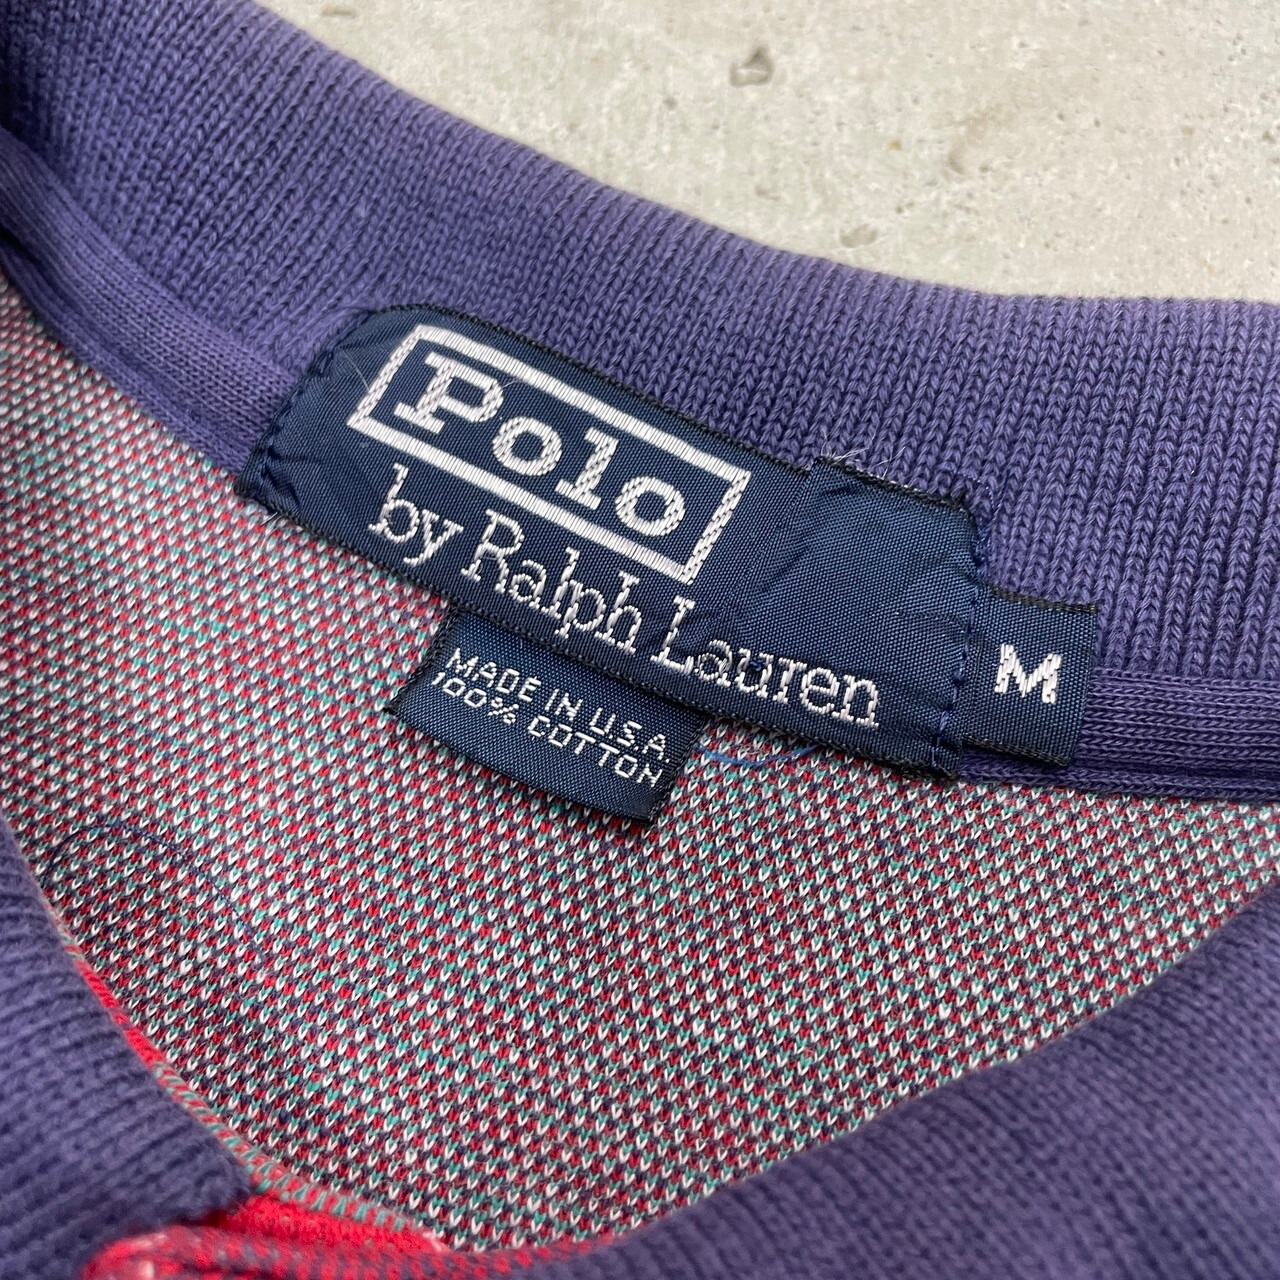 Polo
by Ralph Lauren
M
MADE IN U.S.A.
100% COTTON